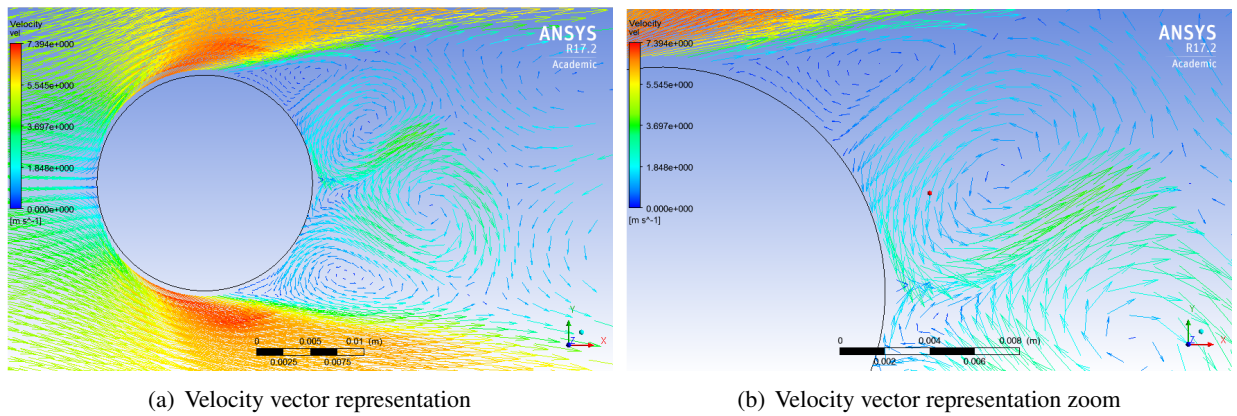 Velocity
vel
7.394e+000
5.545e+000
3.697e+000
1.848e+000
0.000e+000
[m s^-1]
ANSYS
R17.2
Academic
0 0.005 0.01 (m)
0.0025 0.0075
Y
Z X
(a) Velocity vector representation
Velocity
vel
7.394e+000
5.545e+000
3.697e+000
1.848e+000
0.000e+000
[m s^-1]
ANSYS
R17.2
Academic
0 0.004 0.008 (m)
0.002 0.006
Y
Z X
(b) Velocity vector representation zoom